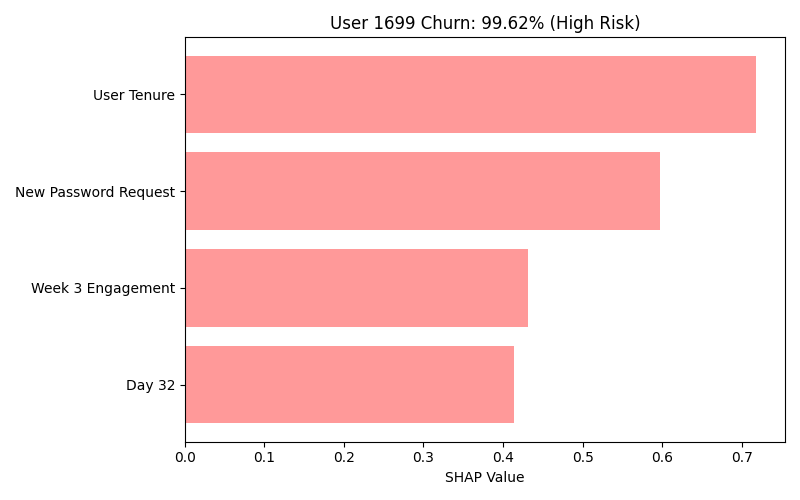 User 1699 Churn: 99.62% (High Risk)
User Tenure
New Password Request
Week 3 Engagement
Day 32
0.0 0.1 0.2 0.3 0.4 0.5 0.6 0.7
SHAP Value